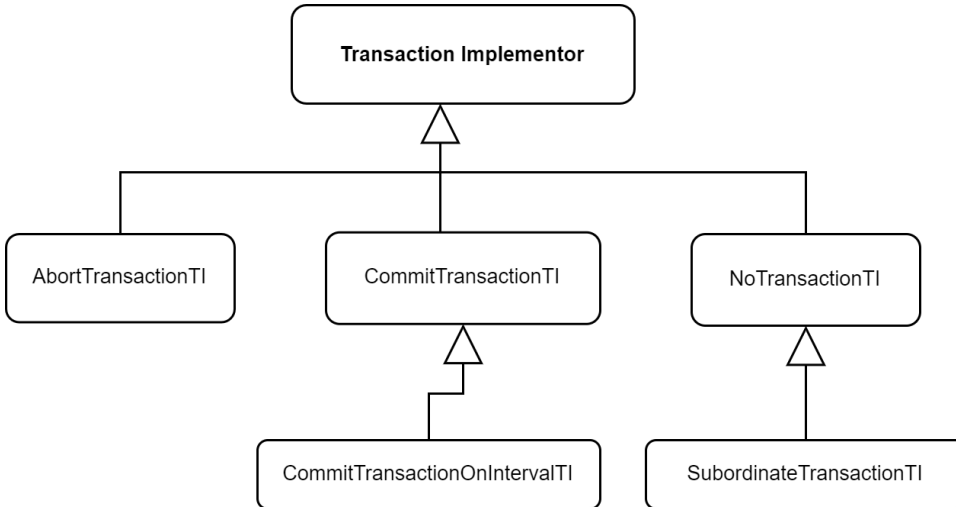 Transaction Implementor
AbortTransactionTI
CommitTransactionTI
NoTransactionTI
CommitTransactionOnIntervalTI
SubordinateTransactionTI